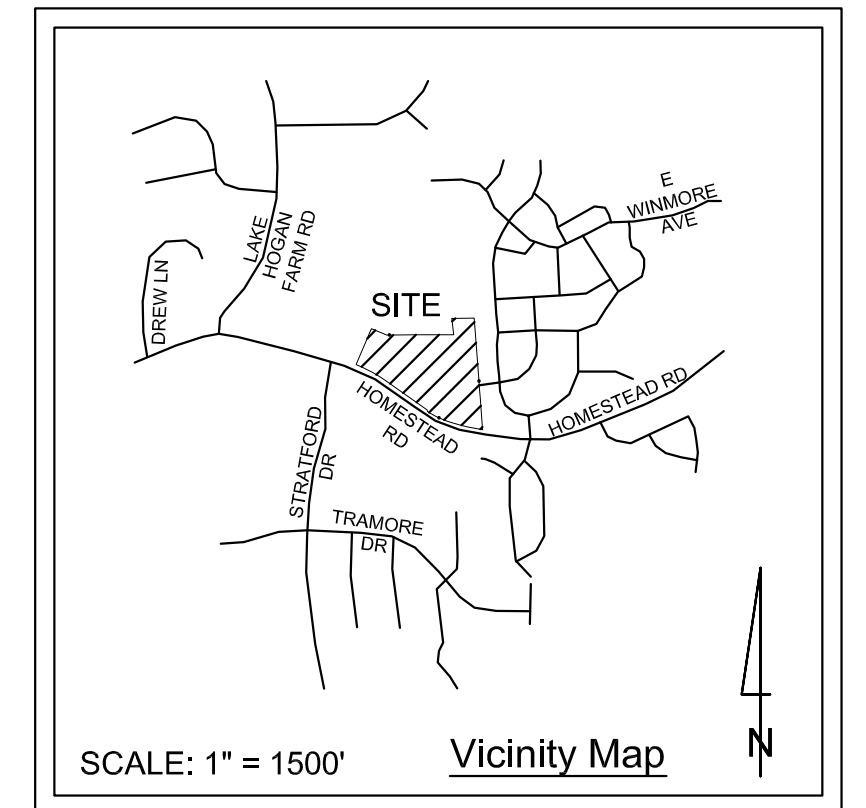 E
WINMORE
AVE
LAKE
HOGAN
FARM RD
DREW LN
SITE
HOMESTEAD
RD
HOMESTEAD RD
STRATFORD
DR
TRAMORE
DR
N
SCALE: 1" = 1500'
Vicinity Map